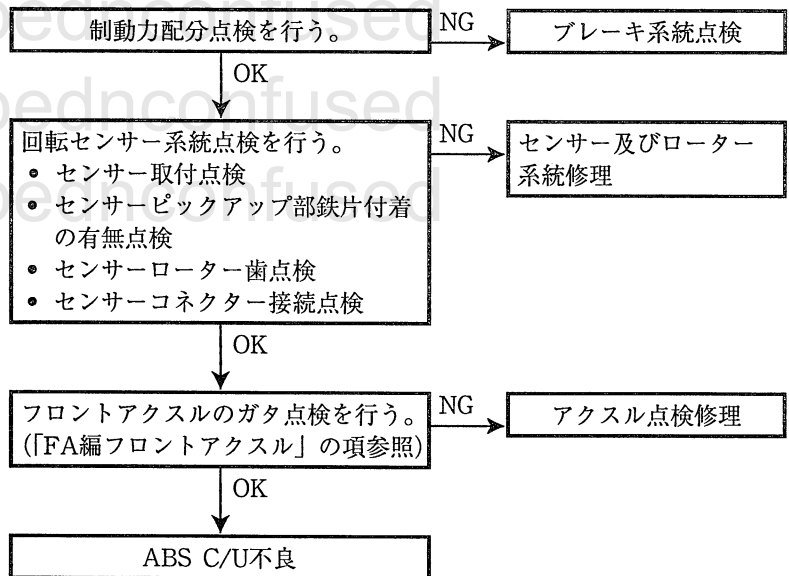 制動力配分点検を行う。
NG
ブレーキ系統点検
OK
回転センサー系統点検を行う。
• センサー取付点検
• センサーピックアップ部鉄片付着
の有無点検
• センサーローター歯点検
• センサーコネクター接続点検
NG
センサー及びローター
系統修理
OK
フロントアクスルのガタ点検を行う。
(「FA編フロントアクスル」の項参照)
NG
アクスル点検修理
OK
ABS C/U不良
pednconfused
pednconfused
pednconfused